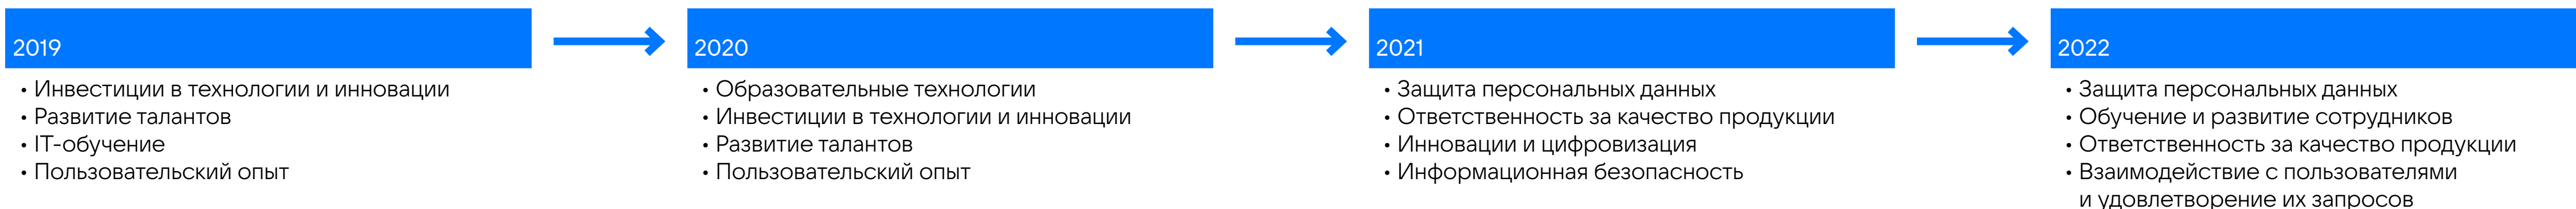 2019
• Инвестиции в технологии и инновации
• Развитие талантов
• IT-обучение
• Пользовательский опыт
2020
• Образовательные технологии
• Инвестиции в технологии и инновации
• Развитие талантов
• Пользовательский опыт
2021
• Защита персональных данных
• Ответственность за качество продукции
• Инновации и цифровизация
• Информационная безопасность
2022
• Защита персональных данных
• Обучение и развитие сотрудников
• Ответственность за качество продукции
• Взаимодействие с пользователями
и удовлетворение их запросов